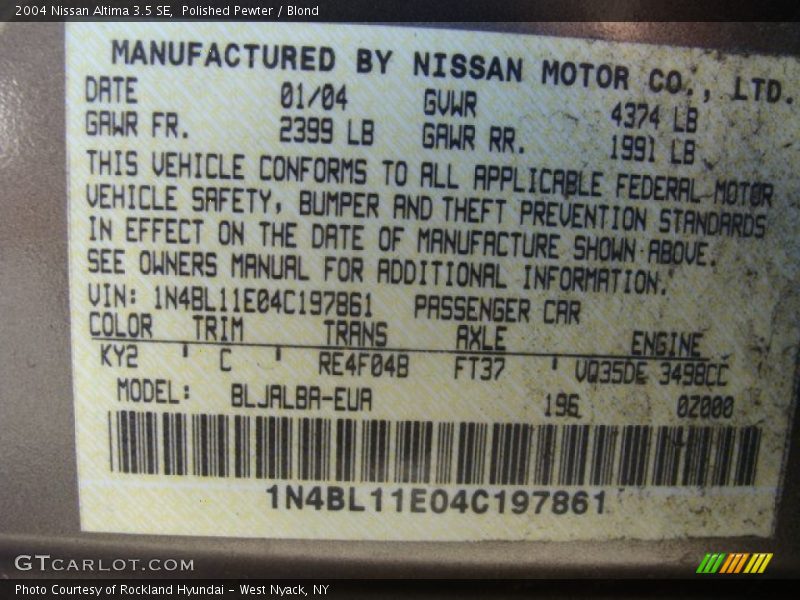 2004 Nissan Altima 3.5 SE,  Polished Pewter / Blond
MANUFACTURED BY NISSAN MOTOR CO., LTD.
DATE 01/04 GVWR 4374 LB
GAWR FR. 2399 LB GAWR RR. 1991 LB
THIS VEHICLE CONFORMS TO ALL APPLICABLE FEDERAL MOTOR
VEHICLE SAFETY, BUMPER AND THEFT PREVENTION STANDARDS
IN EFFECT ON THE DATE OF MANUFACTURE SHOWN ABOVE.
SEE OWNERS MANUAL FOR ADDITIONAL INFORMATION.
VIN: 1N4BL11E04C197861 PASSENGER CAR
COLOR TRIM TRANS AXLE ENGINE
KY2 C RE4F04B FT37 VQ35DE 3498CC
MODEL: BLJALBA-EUA 196 0Z000
1N4BL11E04C197861
GTCARLOT.COM
Photo Courtesy of Rockland Hyundai - West Nyack, NY